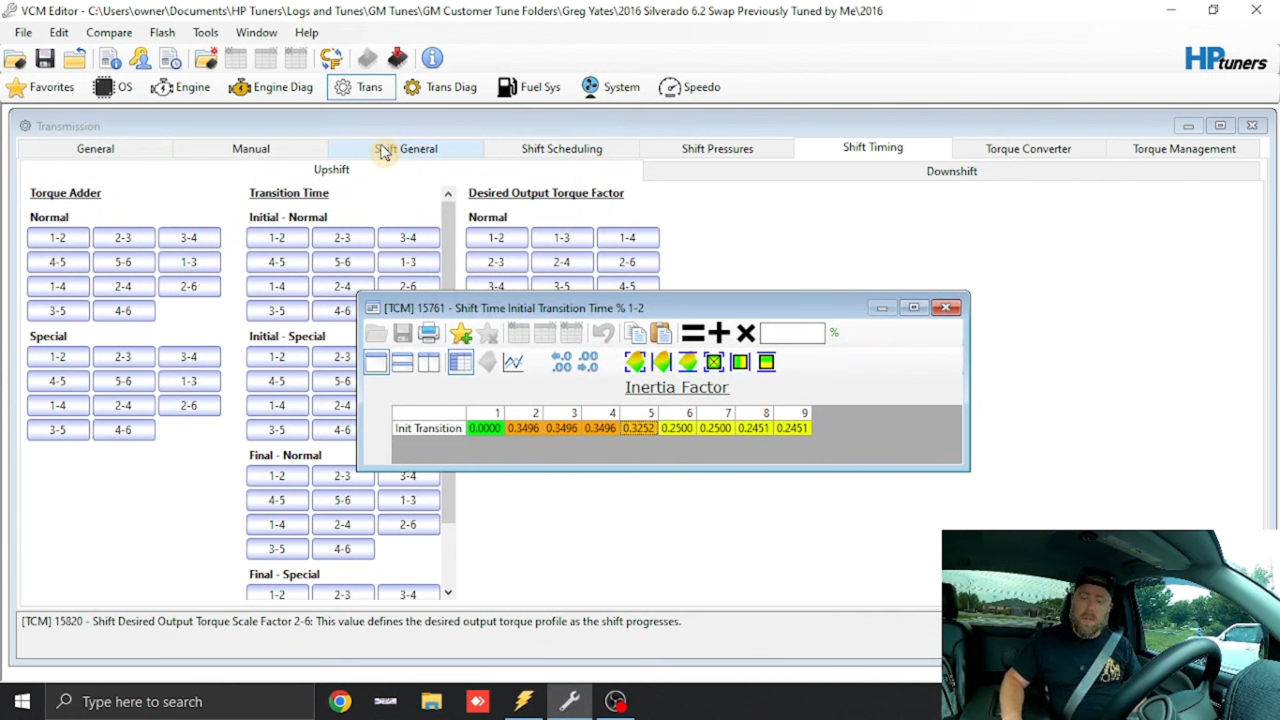 VCM Editor - C:\Users\owner\Documents\HP Tuners\Logs and Tunes\GM Tunes\GM Customer Tune Folders\Greg Yates\2016 Silverado 6.2 Swap Previously Tuned by Me\2016
File Edit Compare Flash Tools Window Help
HPtuners
Favorites OS Engine Engine Diag Trans Trans Diag Fuel Sys System Speedo
Transmission
General Manual Shift General Shift Scheduling Shift Pressures Shift Timing Torque Converter Torque Management
Upshift Downshift
Torque Adder Transition Time Desired Output Torque Factor
Normal Initial - Normal Normal
1-2 2-3 3-4 1-2 2-3 3-4 1-2 1-3 1-4
4-5 5-6 1-3 4-5 5-6 1-3 2-3 2-4 2-6
1-4 2-4 2-6 1-4 2-4 2-6 3-4 3-5 4-5
3-5 4-6 3-5 4-6
[TCM] 15761 - Shift Time Initial Transition Time % 1-2
%
Special Initial - Special
1-2 2-3 3-4 1-2 2-3
4-5 5-6 1-3 4-5 5-6
1-4 2-4 2-6 1-4 2-4
3-5 4-6 3-5 4-6
Inertia Factor
1 2 3 4 5 6 7 8 9
Init Transition 0.0000 0.3496 0.3496 0.3496 0.3252 0.2500 0.2500 0.2451 0.2451
Final - Normal
1-2 2-3 3-4
4-5 5-6 1-3
1-4 2-4 2-6
3-5 4-6
Final - Special
1-2 2-3 3-4
[TCM] 15820 - Shift Desired Output Torque Scale Factor 2-6: This value defines the desired output torque profile as the shift progresses.
Type here to search